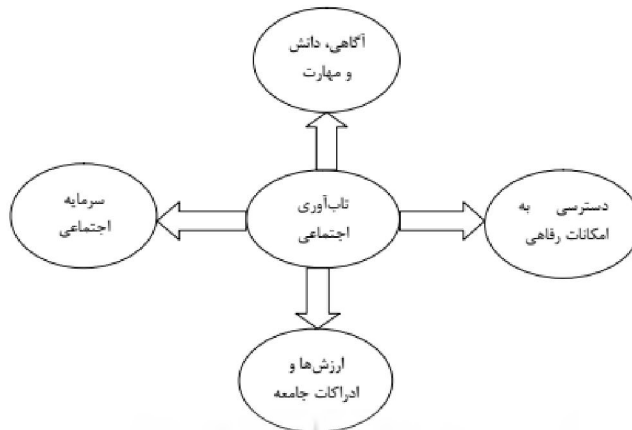 آگاهی، دانش
و مهارت
سرمایه
اجتماعی
تاب‌آوری
اجتماعی
دسترسی به
امکانات رفاهی
ارزش‌ها و
ادراکات جامعه